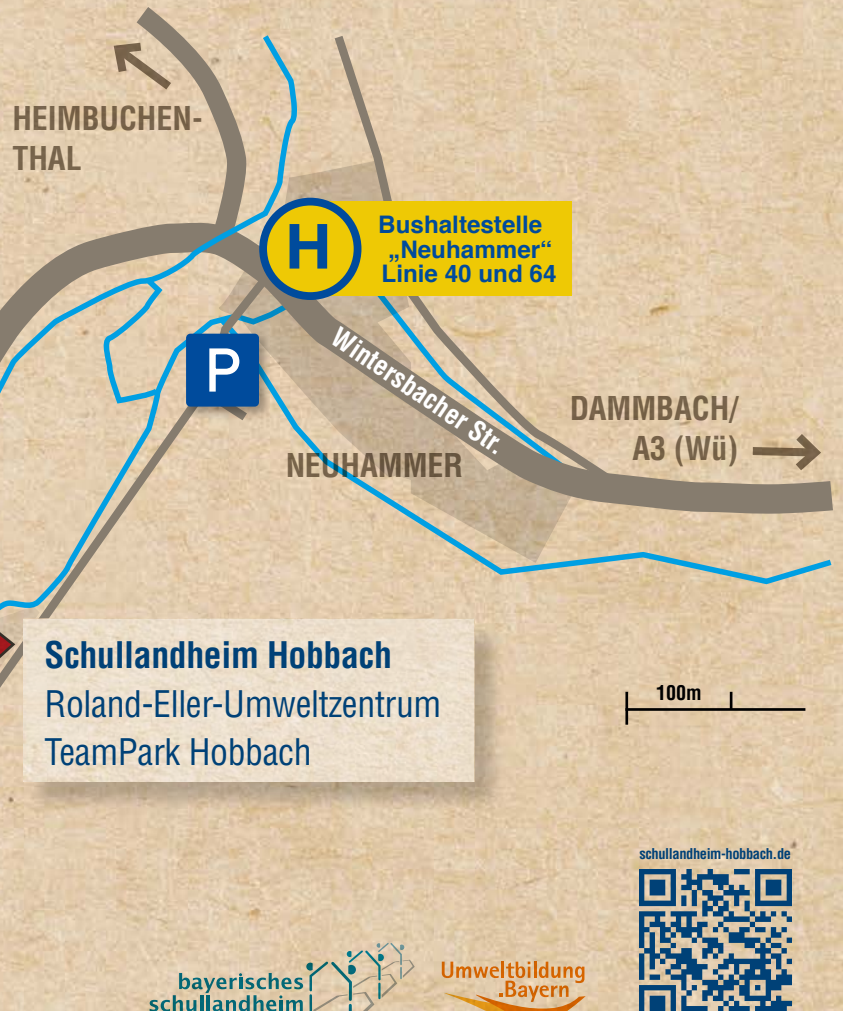 HEIMBUCHEN-
THAL
H
Bushaltestelle
„Neuhammer“
Linie 40 und 64
P
Wintersbacher Str.
DAMMBACH/
A3 (Wü)
NEUHAMMER
Schullandheim Hobbach
Roland-Eller-Umweltzentrum
TeamPark Hobbach
100m
schullandheim-hobbach.de
bayerisches
schullandheim
Umweltbildung
.Bayern